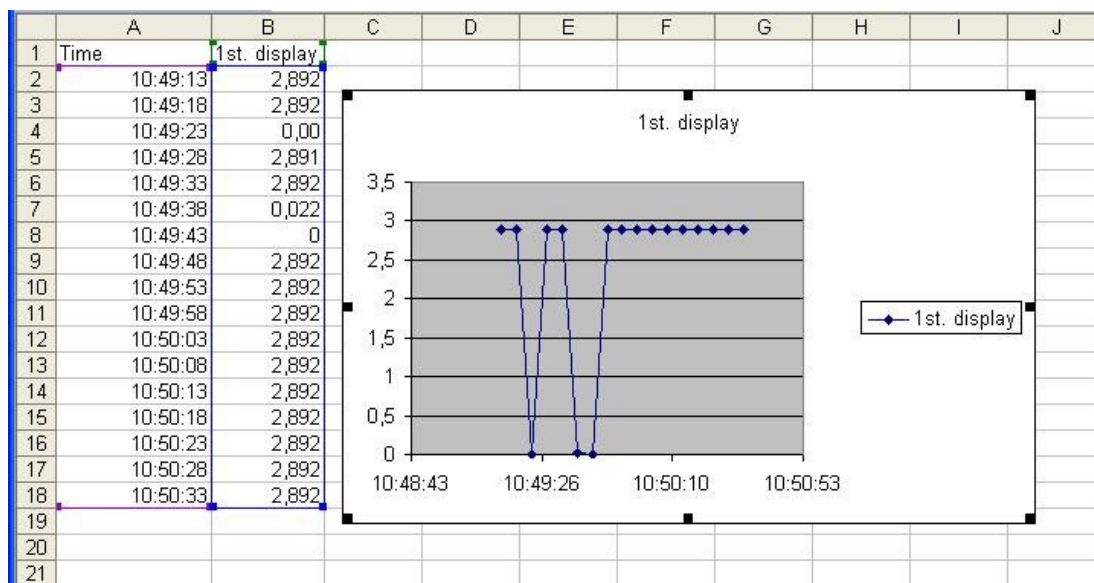 A B C D E F G H I J
1 Time 1st. display
2 10:49:13 2,892
3 10:49:18 2,892
4 10:49:23 0,00
5 10:49:28 2,891
6 10:49:33 2,892
7 10:49:38 0,022
8 10:49:43 0
9 10:49:48 2,892
10 10:49:53 2,892
11 10:49:58 2,892
12 10:50:03 2,892
13 10:50:08 2,892
14 10:50:13 2,892
15 10:50:18 2,892
16 10:50:23 2,892
17 10:50:28 2,892
18 10:50:33 2,892
19
20
21
1st. display
3,5
3
2,5
2
1,5
1
0,5
0
10:48:43 10:49:26 10:50:10 10:50:53
1st. display